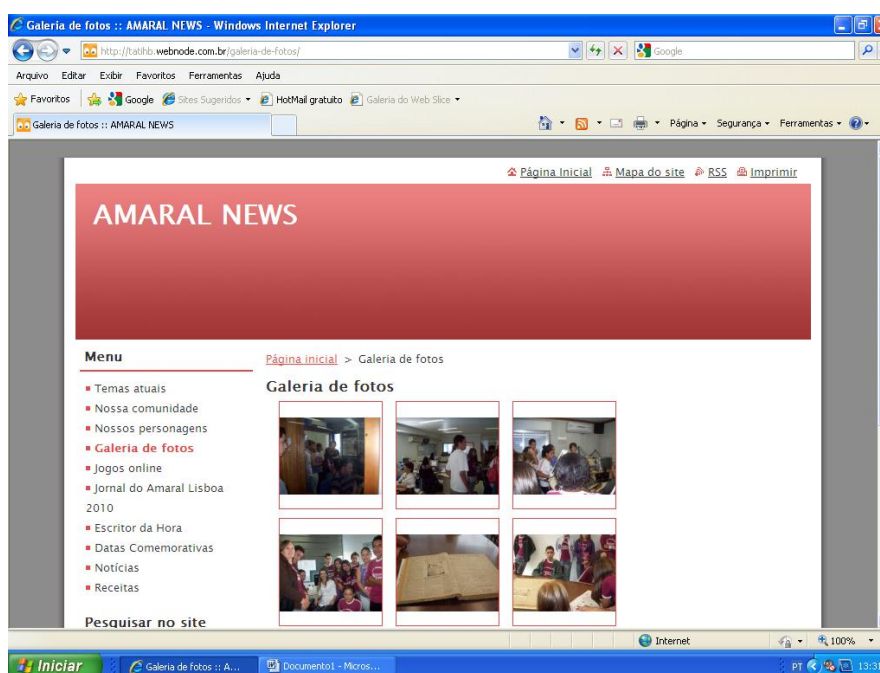 Galeria de fotos :: AMARAL NEWS - Windows Internet Explorer
http://tatihb.webnode.com.br/galeria-de-fotos/
Google
Arquivo Editar Exibir Favoritos Ferramentas Ajuda
Favoritos Google Sites Sugeridos HotMail gratuito Galeria do Web Slice
Galeria de fotos :: AMARAL NEWS
Página Segurança Ferramentas
Página Inicial Mapa do site RSS Imprimir
AMARAL NEWS
Menu
Temas atuais
Nossa comunidade
Nossos personagens
Galeria de fotos
Jogos online
Jornal do Amaral Lisboa
2010
Escritor da Hora
Datas Comemorativas
Notícias
Receitas
Pesquisar no site
Página inicial > Galeria de fotos
Galeria de fotos
Internet
100%
Iniciar
Galeria de fotos :: A...
Documento1 - Micros...
PT
13:31